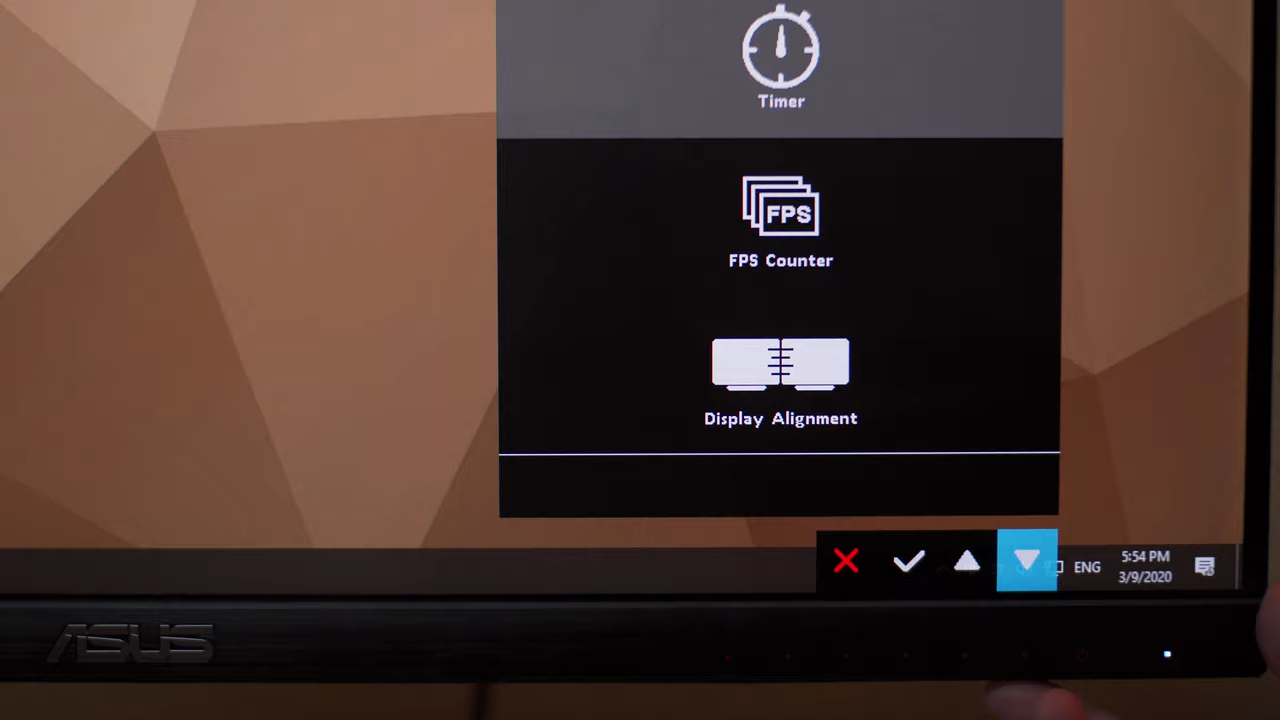 Timer
FPS
FPS Counter
Display Alignment
ENG
5:54 PM
3/9/2020
ASUS